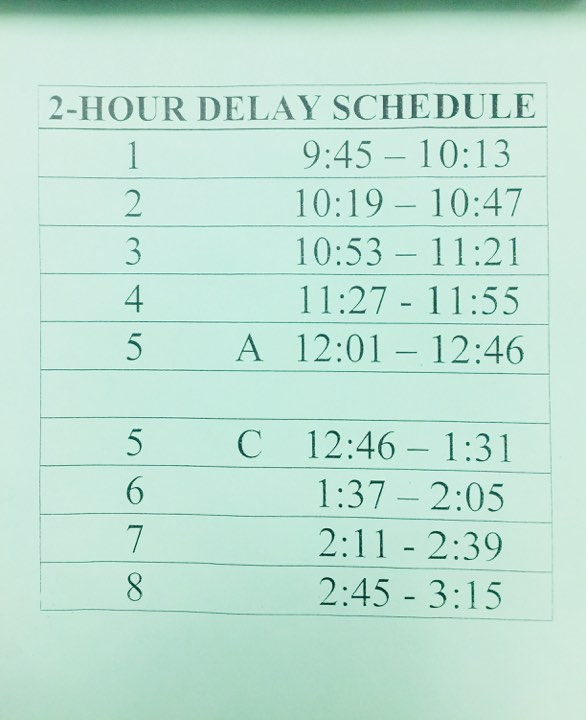 2-HOUR DELAY SCHEDULE
1 9:45 – 10:13
2 10:19 – 10:47
3 10:53 – 11:21
4 11:27 - 11:55
5 A 12:01 – 12:46
5 C 12:46 – 1:31
6 1:37 – 2:05
7 2:11 - 2:39
8 2:45 - 3:15